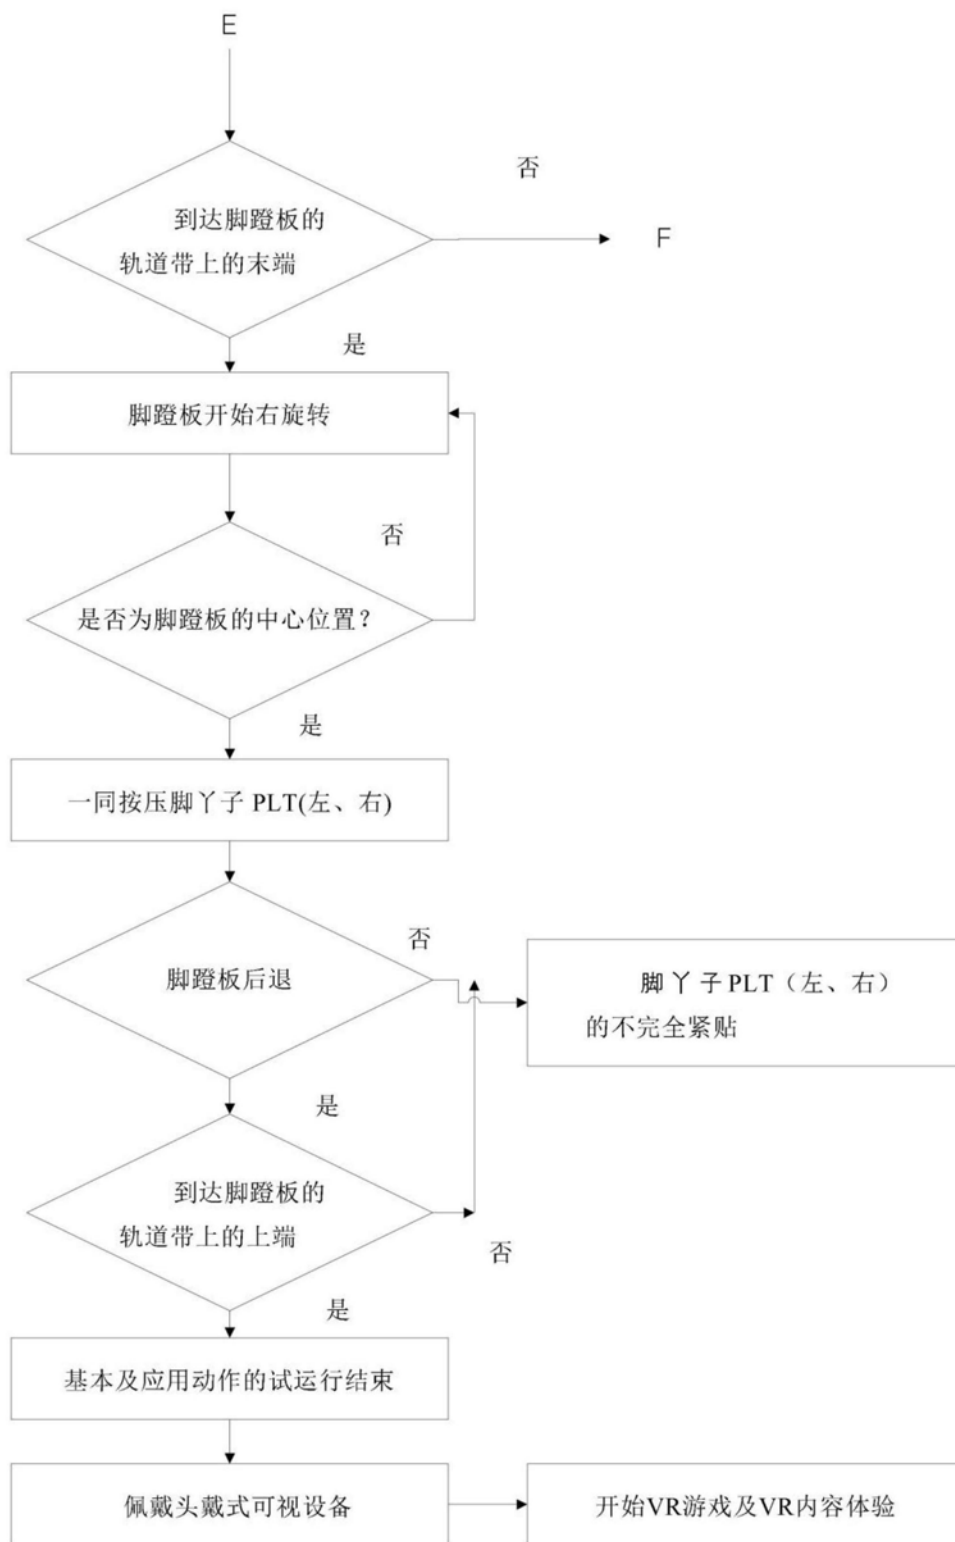 E
否
到达脚蹬板的
轨道带上的末端
F
是
脚蹬板开始右旋转
否
是否为脚蹬板的中心位置?
是
一同按压脚丫子 PLT(左、右)
否
脚蹬板后退
脚丫子PLT（左、右）
的不完全紧贴
是
到达脚蹬板的
轨道带上的上端
否
是
基本及应用动作的试运行结束
佩戴头戴式可视设备
开始VR游戏及VR内容体验